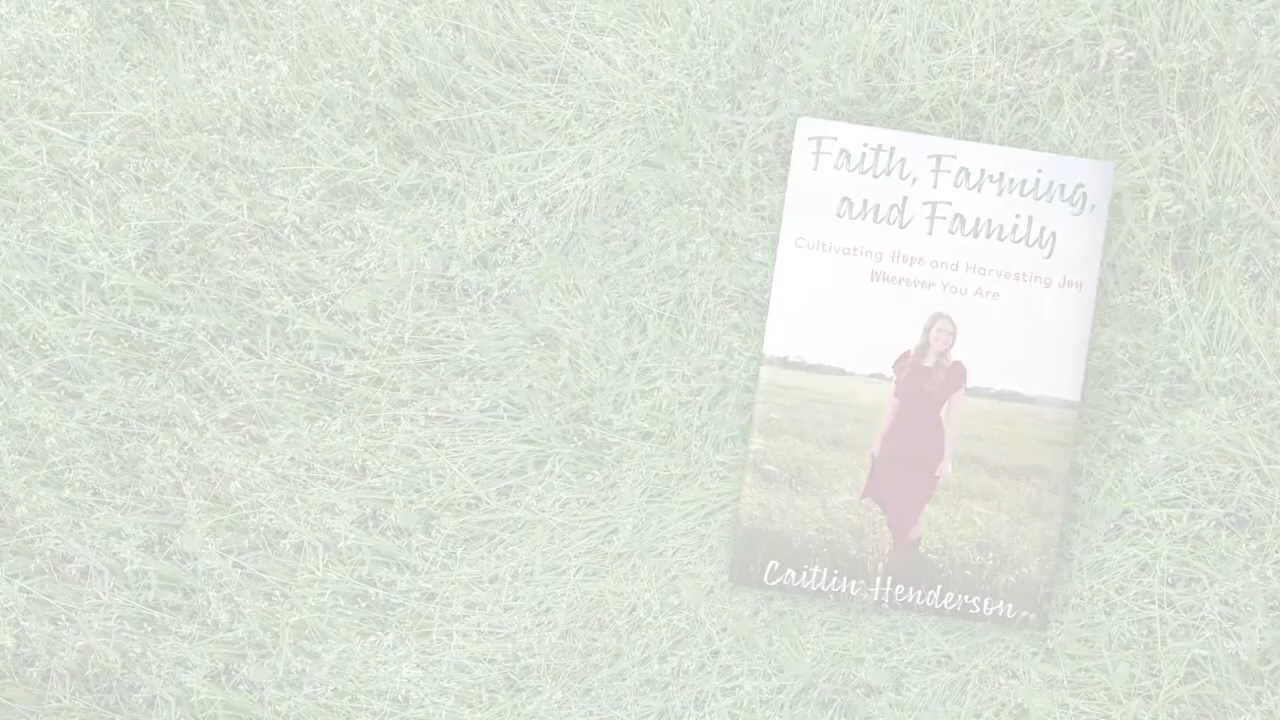 Faith, Farming,
and Family
Cultivating Hope and Harvesting Joy
Wherever You Are
Caitlin Henderson